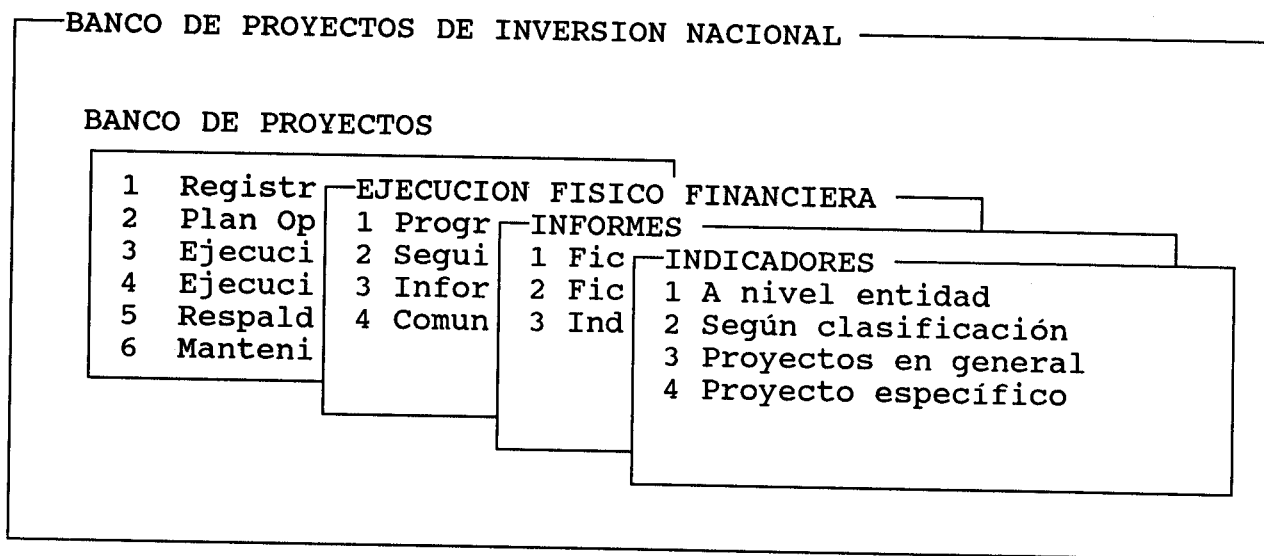 BANCO DE PROYECTOS DE INVERSION NACIONAL
BANCO DE PROYECTOS
1 Registr
2 Plan Op
3 Ejecuci
4 Ejecuci
5 Respald
6 Manteni
EJECUCION FISICO FINANCIERA
1 Progr
2 Segui
3 Infor
4 Comun
INFORMES
1 Fic
2 Fic
3 Ind
INDICADORES
1 A nivel entidad
2 Según clasificación
3 Proyectos en general
4 Proyecto específico